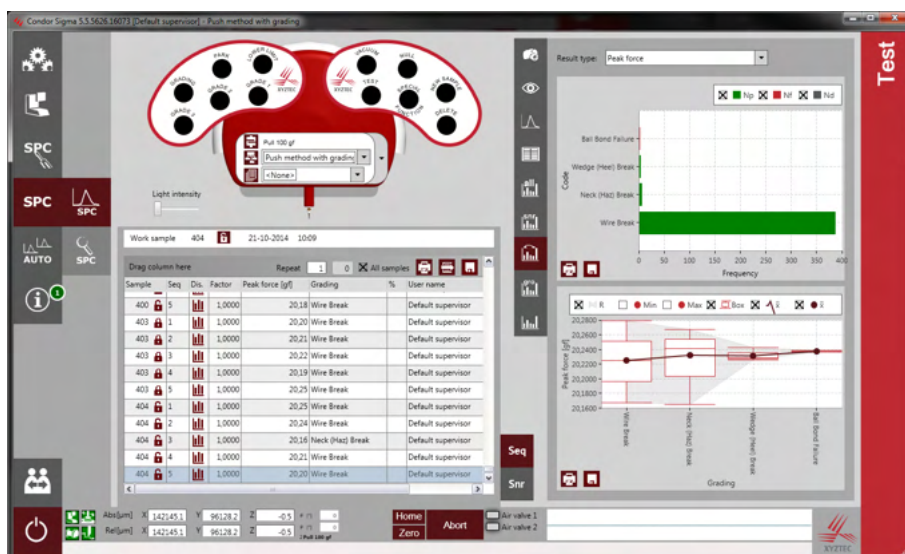 Condor Sigma 5.5.5626.16073 [Default supervisor] - Push method with grading
Test
SPC
SPC
SPC
AUTO
SPC
1
GRADING
PARK
LOWER LIMIT
GRADE 3
GRADE 2
GRADE 1
XYZTEC
VACUUM
NULL
TEST
SPECIAL FUNCTION
NEW SAMPLE
DELETE
XYZTEC
Pull 100 gf
Push method with grading
<None>
Light intensity
Work sample 404 21-10-2014 10:09
Drag column here Repeat 1 0 All samples
Sample Seq Dis. Factor Peak force [gf] Grading % User name
400 5 1,0000 20,18 Wire Break Default supervisor
403 1 1,0000 20,20 Wire Break Default supervisor
403 2 1,0000 20,21 Wire Break Default supervisor
403 3 1,0000 20,22 Wire Break Default supervisor
403 4 1,0000 20,19 Wire Break Default supervisor
403 5 1,0000 20,25 Wire Break Default supervisor
404 1 1,0000 20,25 Wire Break Default supervisor
404 2 1,0000 20,24 Wire Break Default supervisor
404 3 1,0000 20,16 Neck (Haz) Break Default supervisor
404 4 1,0000 20,21 Wire Break Default supervisor
404 5 1,0000 20,20 Wire Break Default supervisor
Seq
Snr
Result type: Peak force
Np Nf Nd
Code
Ball Bond Failure
Wedge (Heel) Break
Neck (Haz) Break
Wire Break
0 50 100 150 200 250 300 350 400
Frequency
R Min Max Box x̄
Peak force [gf]
20,2800
20,2600
20,2400
20,2200
20,2000
20,1800
20,1600
Wire Break
Neck (Haz) Break
Wedge (Heel) Break
Ball Bond Failure
Grading
Abs[µm] X 142145.1 Y 96128.2 Z -0.5 0
Rel[µm] X 142145.1 Y 96128.2 Z -0.5 0
Pull 100 gf
Home
Zero
Abort
Air valve 1
Air valve 2
XYZTEC